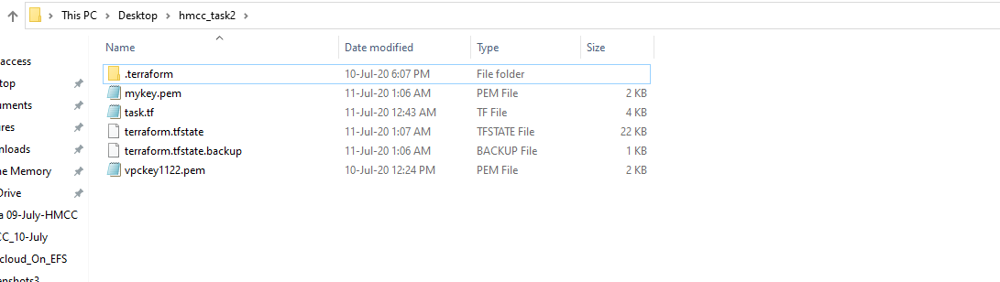 This PC > Desktop > hmcc_task2 >
Name Date modified Type Size
access
top
uments
ures
nloads
ne Memory
Drive
a 09-July-HMCC
CC_10-July
cloud_On_EFS
enshots3
.terraform 10-Jul-20 6:07 PM File folder
mykey.pem 11-Jul-20 1:06 AM PEM File 2 KB
task.tf 11-Jul-20 12:43 AM TF File 4 KB
terraform.tfstate 11-Jul-20 1:07 AM TFSTATE File 22 KB
terraform.tfstate.backup 11-Jul-20 1:06 AM BACKUP File 1 KB
vpckey1122.pem 10-Jul-20 12:24 PM PEM File 2 KB